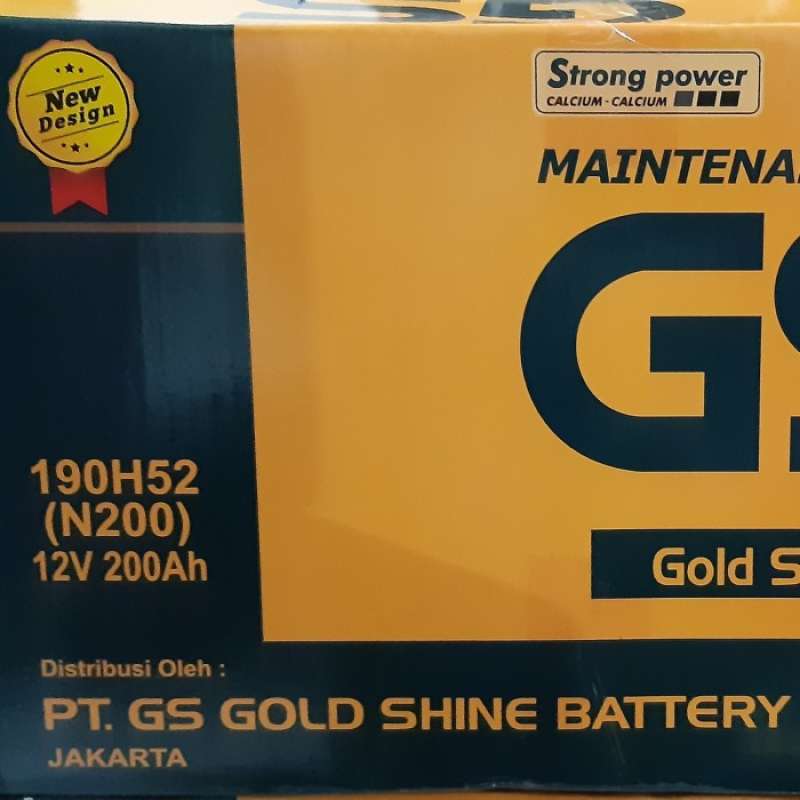 New
Design
Strong power
CALCIUM - CALCIUM
GS
Gold S
190H52
(N200)
12V 200Ah
Distribusi Oleh :
PT. GS GOLD SHINE BATTERY
JAKARTA